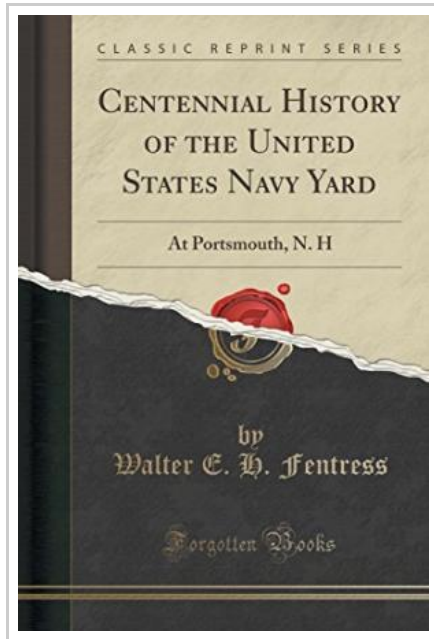 CLASSIC REPRINT SERIES
CENTENNIAL HISTORY
OF THE UNITED
STATES NAVY YARD
At Portsmouth, N. H
by
Walter E. H. Fentress
Forgotten Books